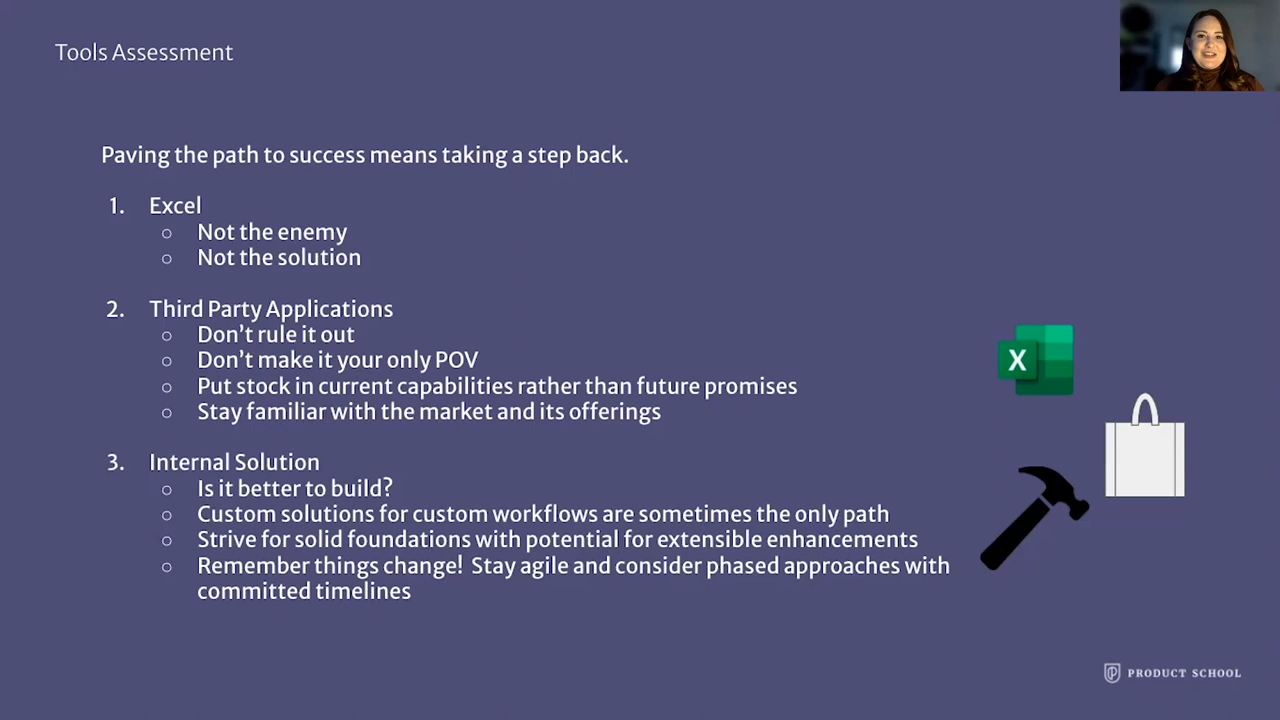 Tools Assessment
Paving the path to success means taking a step back.
1. Excel
○ Not the enemy
○ Not the solution
2. Third Party Applications
○ Don’t rule it out
○ Don’t make it your only POV
○ Put stock in current capabilities rather than future promises
○ Stay familiar with the market and its offerings
X
3. Internal Solution
○ Is it better to build?
○ Custom solutions for custom workflows are sometimes the only path
○ Strive for solid foundations with potential for extensible enhancements
○ Remember things change!  Stay agile and consider phased approaches with
committed timelines
PRODUCT SCHOOL